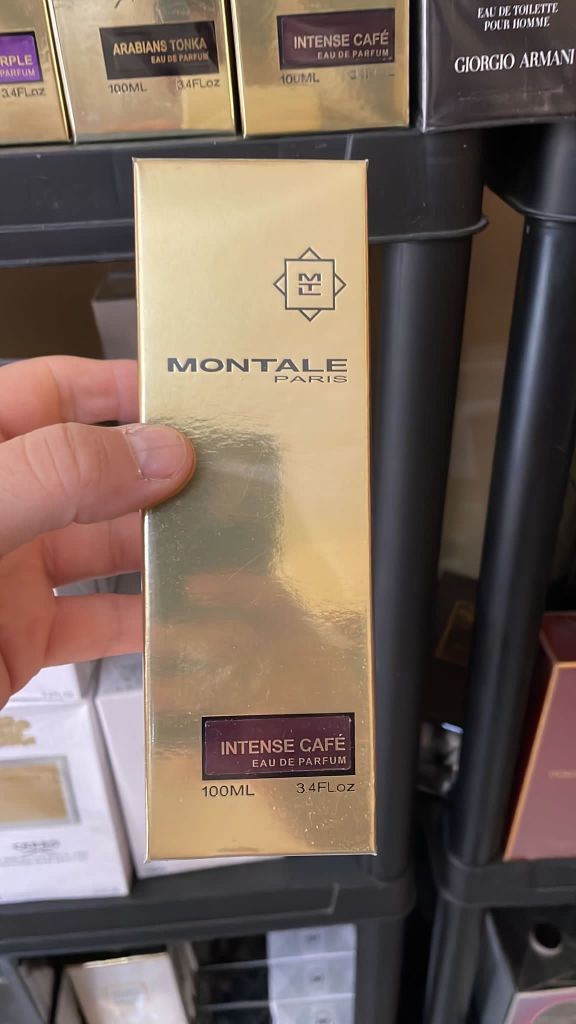 RPLE
PARFUM
3.4FLoz
ARABIANS TONKA
EAU DE PARFUM
100ML 3.4FLoz
INTENSE CAFÉ
EAU DE PARFUM
100ML
EAU DE TOILETTE
POUR HOMME
GIORGIO ARMANI
MONTALE
PARIS
INTENSE CAFÉ
EAU DE PARFUM
100ML 3.4FLoz